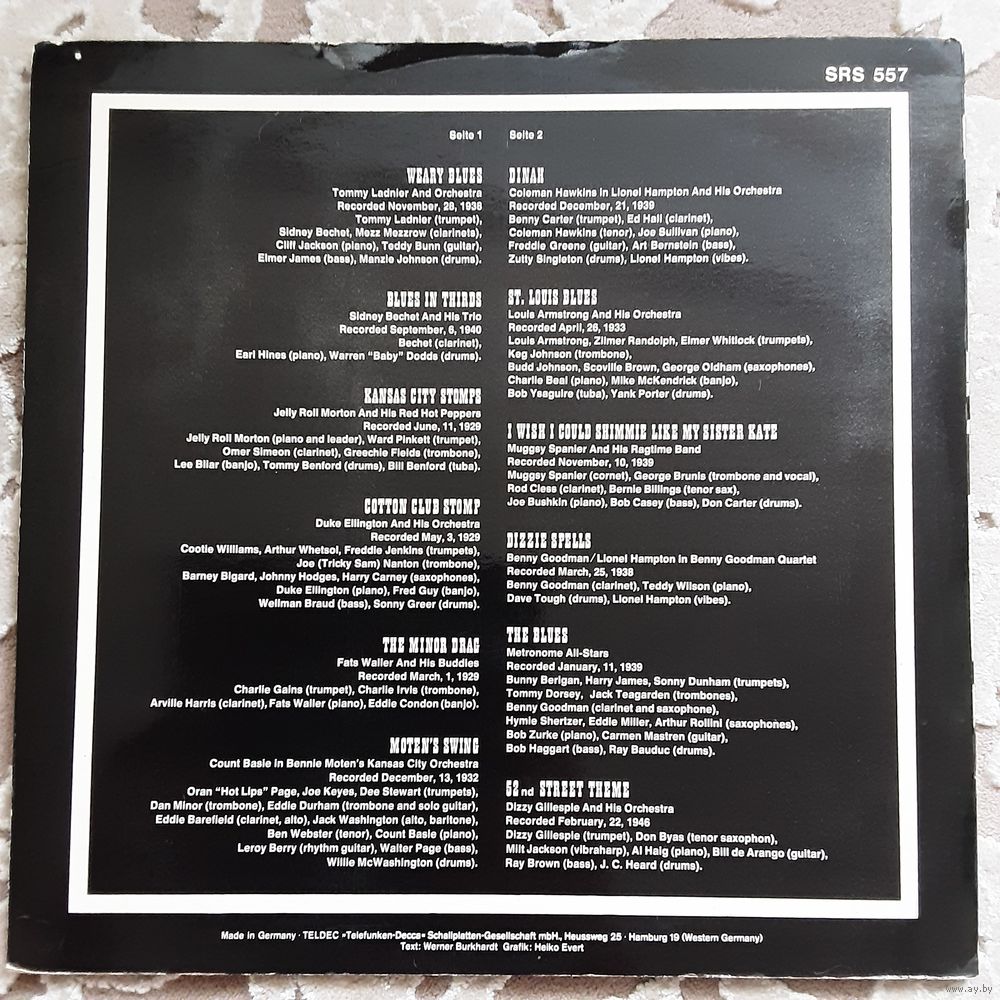 SRS 557
Seite 1
WEARY BLUES
Tommy Ladnier And Orchestra
Recorded November, 28, 1938
Tommy Ladnier (trumpet),
Sidney Bechet, Mezz Mezzrow (clarinets),
Cliff Jackson (piano), Teddy Bunn (guitar),
Elmer James (bass), Manzie Johnson (drums).
BLUES IN THIRDS
Sidney Bechet And His Trio
Recorded September, 6, 1940
Bechet (clarinet),
Earl Hines (piano), Warren "Baby" Dodds (drums).
KANSAS CITY STOMPS
Jelly Roll Morton And His Red Hot Peppers
Recorded June, 11, 1929
Jelly Roll Morton (piano and leader), Ward Pinkett (trumpet),
Omer Simeon (clarinet), Greechie Fields (trombone),
Lee Bliar (banjo), Tommy Benford (drums), Bill Benford (tuba).
COTTON CLUB STOMP
Duke Ellington And His Orchestra
Recorded May, 3, 1929
Cootie Williams, Arthur Whetsol, Freddie Jenkins (trumpets),
Joe (Tricky Sam) Nanton (trombone),
Barney Bigard, Johnny Hodges, Harry Carney (saxophones),
Duke Ellington (piano), Fred Guy (banjo),
Wellman Braud (bass), Sonny Greer (drums).
THE MINOR DRAG
Fats Waller And His Buddies
Recorded March, 1, 1929
Charlie Gains (trumpet), Charlie Irvis (trombone),
Arville Harris (clarinet), Fats Waller (piano), Eddie Condon (banjo).
MOTEN'S SWING
Count Basie in Bennie Moten's Kansas City Orchestra
Recorded December, 13, 1932
Oran "Hot Lips" Page, Joe Keyes, Dee Stewart (trumpets),
Dan Minor (trombone), Eddie Durham (trombone and solo guitar),
Eddie Barefield (clarinet, alto), Jack Washington (alto, baritone),
Ben Webster (tenor), Count Basie (piano),
Leroy Berry (rhythm guitar), Walter Page (bass),
Willie McWashington (drums).
Seite 2
DINAH
Coleman Hawkins in Lionel Hampton And His Orchestra
Recorded December, 21, 1939
Benny Carter (trumpet), Ed Hall (clarinet),
Coleman Hawkins (tenor), Joe Sullivan (piano),
Freddie Greene (guitar), Art Bernstein (bass),
Zutty Singleton (drums), Lionel Hampton (vibes).
ST. LOUIS BLUES
Louis Armstrong And His Orchestra
Recorded April, 26, 1933
Louis Armstrong, Zilmer Randolph, Elmer Whitlock (trumpets),
Keg Johnson (trombone),
Budd Johnson, Scoville Brown, George Oldham (saxophones),
Charlie Beal (piano), Mike McKendrick (banjo),
Bob Ysaguire (tuba), Yank Porter (drums).
I WISH I COULD SHIMMIE LIKE MY SISTER KATE
Muggsy Spanier And His Ragtime Band
Recorded November, 10, 1939
Muggsy Spanier (cornet), George Brunis (trombone and vocal),
Rod Cless (clarinet), Bernie Billings (tenor sax),
Joe Bushkin (piano), Bob Casey (bass), Don Carter (drums).
DIZZIE SPELLS
Benny Goodman/Lionel Hampton in Benny Goodman Quartet
Recorded March, 25, 1938
Benny Goodman (clarinet), Teddy Wilson (piano),
Dave Tough (drums), Lionel Hampton (vibes).
THE BLUES
Metronome All-Stars
Recorded January, 11, 1939
Bunny Berigan, Harry James, Sonny Dunham (trumpets),
Tommy Dorsey, Jack Teagarden (trombones),
Benny Goodman (clarinet and saxophone),
Hymie Shertzer, Eddie Miller, Arthur Rollini (saxophones),
Bob Zurke (piano), Carmen Mastren (guitar),
Bob Haggart (bass), Ray Bauduc (drums).
52nd STREET THEME
Dizzy Gillespie And His Orchestra
Recorded February, 22, 1946
Dizzy Gillespie (trumpet), Don Byas (tenor saxophon),
Milt Jackson (vibraharp), Al Haig (piano), Bill de Arango (guitar),
Ray Brown (bass), J. C. Heard (drums).
Made in Germany · TELDEC »Telefunken-Decca« Schallplatten-Gesellschaft mbH., Heussweg 25 · Hamburg 19 (Western Germany)
Text: Werner Burkhardt Grafik: Heiko Evert
www.ay.by